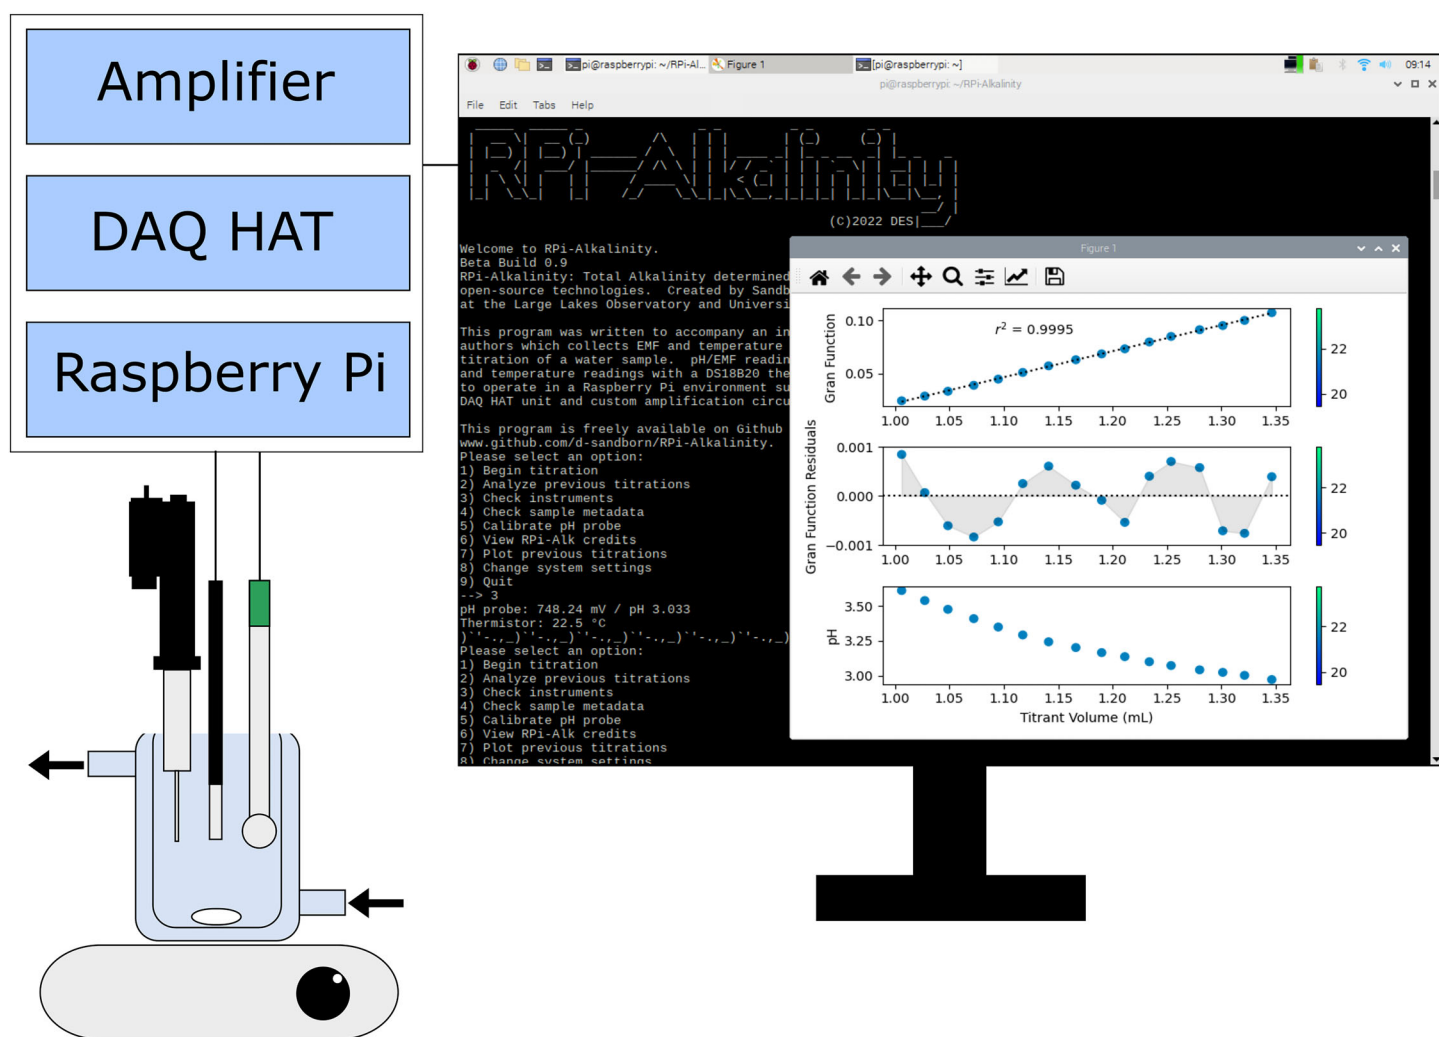 Amplifier
DAQ HAT
Raspberry Pi
pi@raspberrypi: ~/RPi-Al...
Figure 1
[pi@raspberrypi: ~]
09:14
pi@raspberrypi: ~/RPi-Alkalinity
File Edit Tabs Help
RPi-Alkalinity
(C)2022 DES
Welcome to RPi-Alkalinity.
Beta Build 0.9
RPi-Alkalinity: Total Alkalinity determined
open-source technologies.  Created by Sandb
at the Large Lakes Observatory and Universi
This program was written to accompany an in
authors which collects EMF and temperature
titration of a water sample.  pH/EMF readin
and temperature readings with a DS18B20 the
to operate in a Raspberry Pi environment su
DAQ HAT unit and custom amplification circu
This program is freely available on Github
www.github.com/d-sandborn/RPi-Alkalinity.
Please select an option:
1) Begin titration
2) Analyze previous titrations
3) Check instruments
4) Check sample metadata
5) Calibrate pH probe
6) View RPi-Alk credits
7) Plot previous titrations
8) Change system settings
9) Quit
--> 3
pH probe: 748.24 mV / pH 3.033
Thermistor: 22.5 °C
)`'-.,_)`'-.,_)`'-.,_)`'-.,_)`'-.,_)`'-.,_)
Please select an option:
1) Begin titration
2) Analyze previous titrations
3) Check instruments
4) Check sample metadata
5) Calibrate pH probe
6) View RPi-Alk credits
7) Plot previous titrations
8) Change system settings
Figure 1
Gran Function
0.10
0.05
r² = 0.9995
1.00 1.05 1.10 1.15 1.20 1.25 1.30 1.35
22
20
Gran Function Residuals
0.001
0.000
−0.001
1.00 1.05 1.10 1.15 1.20 1.25 1.30 1.35
22
20
pH
3.50
3.25
3.00
1.00 1.05 1.10 1.15 1.20 1.25 1.30 1.35
Titrant Volume (mL)
22
20